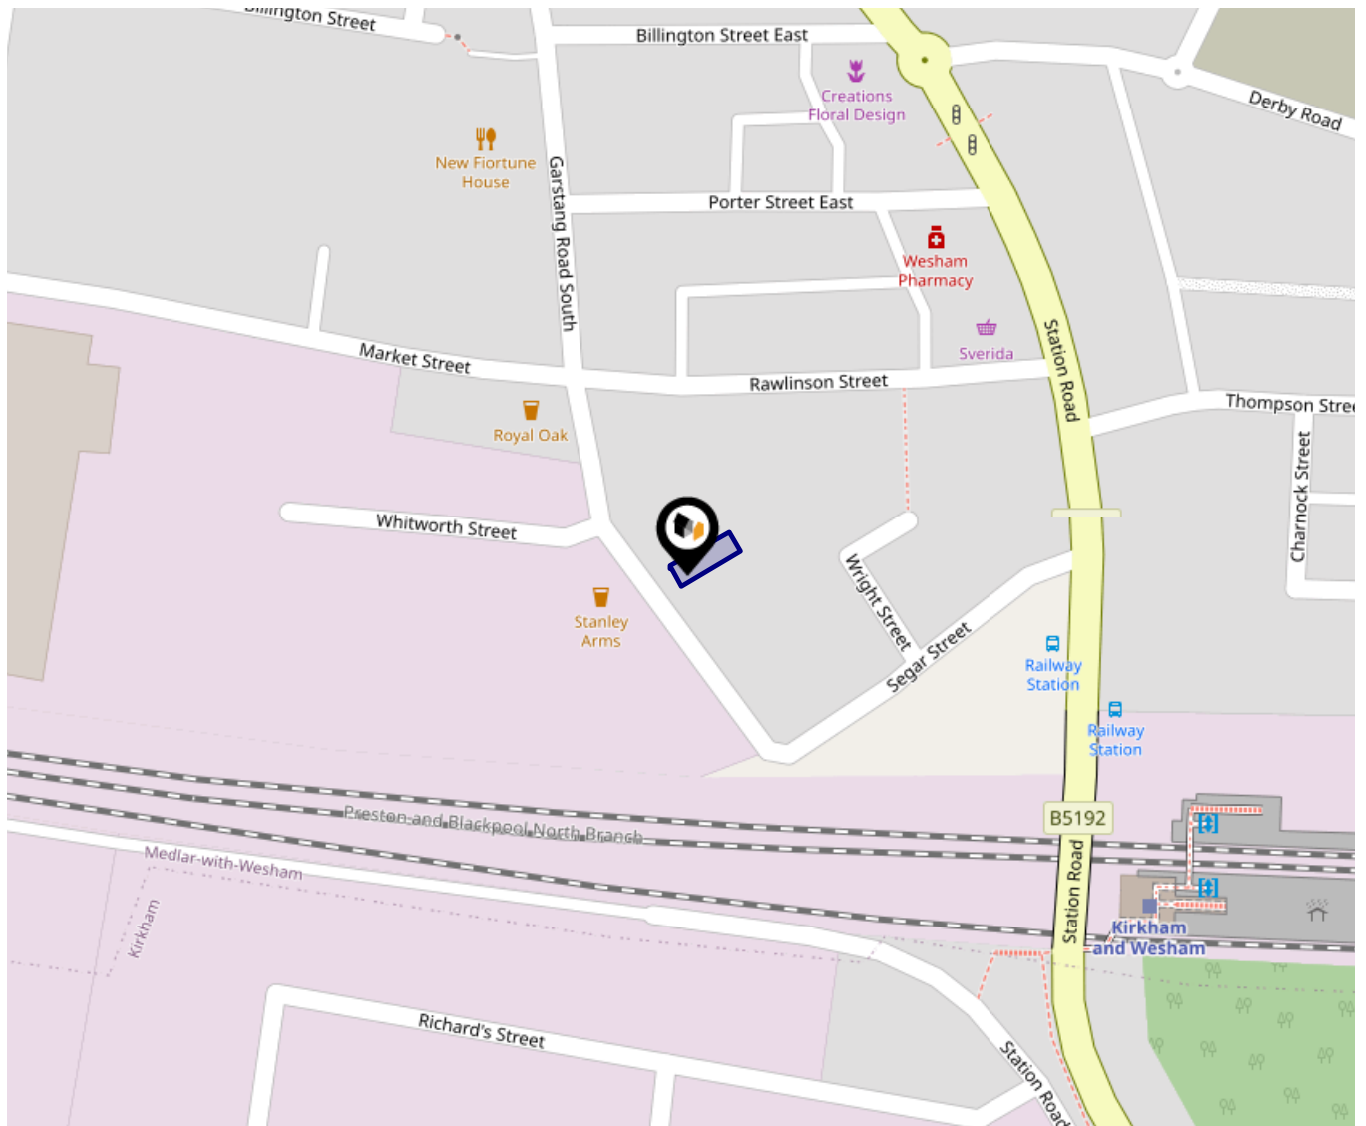 Billington Street
Billington Street East
Creations
Floral Design
Derby Road
New Fiortune
House
Garstang Road South
Porter Street East
Wesham
Pharmacy
Sverida
Station Road
Market Street
Rawlinson Street
Royal Oak
Thompson Stree
Charnock Street
Whitworth Street
Wright Street
Stanley
Arms
Segar Street
Railway
Station
Railway
Station
Preston and Blackpool North Branch
B5192
Medlar-with-Wesham
Kirkham
Station Road
Kirkham
and Wesham
Richard's Street
Station Road